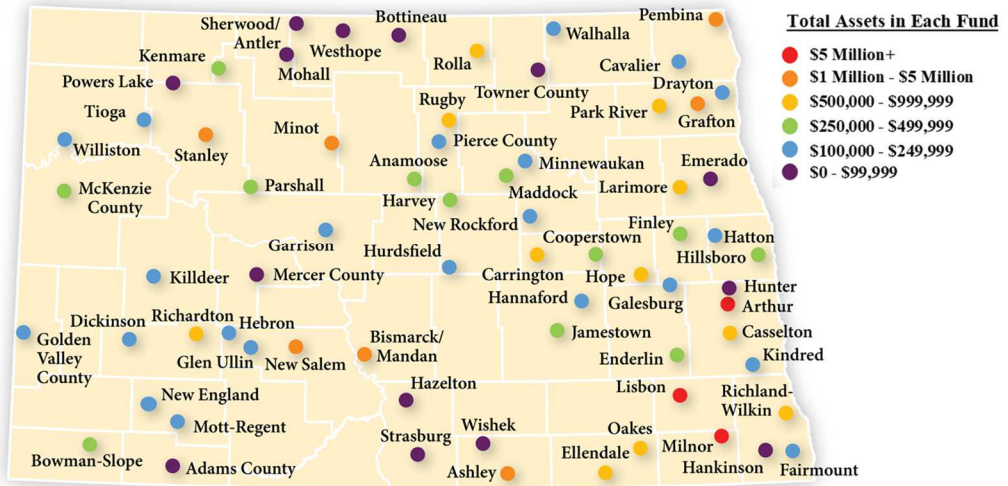 Sherwood/
Antler
Bottineau
Pembina
Westhope
Walhalla
Kenmare
Mohall
Rolla
Cavalier
Powers Lake
Towner County
Drayton
Tioga
Rugby
Park River
Grafton
Minot
Williston
Stanley
Pierce County
Anamoose
Minnewaukan
Emerado
McKenzie
County
Parshall
Maddock
Larimore
Harvey
New Rockford
Finley
Garrison
Hurdsfield
Cooperstown
Hatton
Hillsboro
Killdeer
Mercer County
Carrington
Hope
Hunter
Hannaford
Galesburg
Arthur
Dickinson
Richardton
Hebron
Golden
Valley
County
Glen Ullin
New Salem
Bismarck/
Mandan
Jamestown
Casselton
Enderlin
Kindred
Hazelton
Lisbon
Richland-
Wilkin
New England
Mott-Regent
Wishek
Oakes
Strasburg
Ellendale
Milnor
Bowman-Slope
Adams County
Ashley
Hankinson
Fairmount
Total Assets in Each Fund
$5 Million+
$1 Million - $5 Million
$500,000 - $999,999
$250,000 - $499,999
$100,000 - $249,999
$0 - $99,999